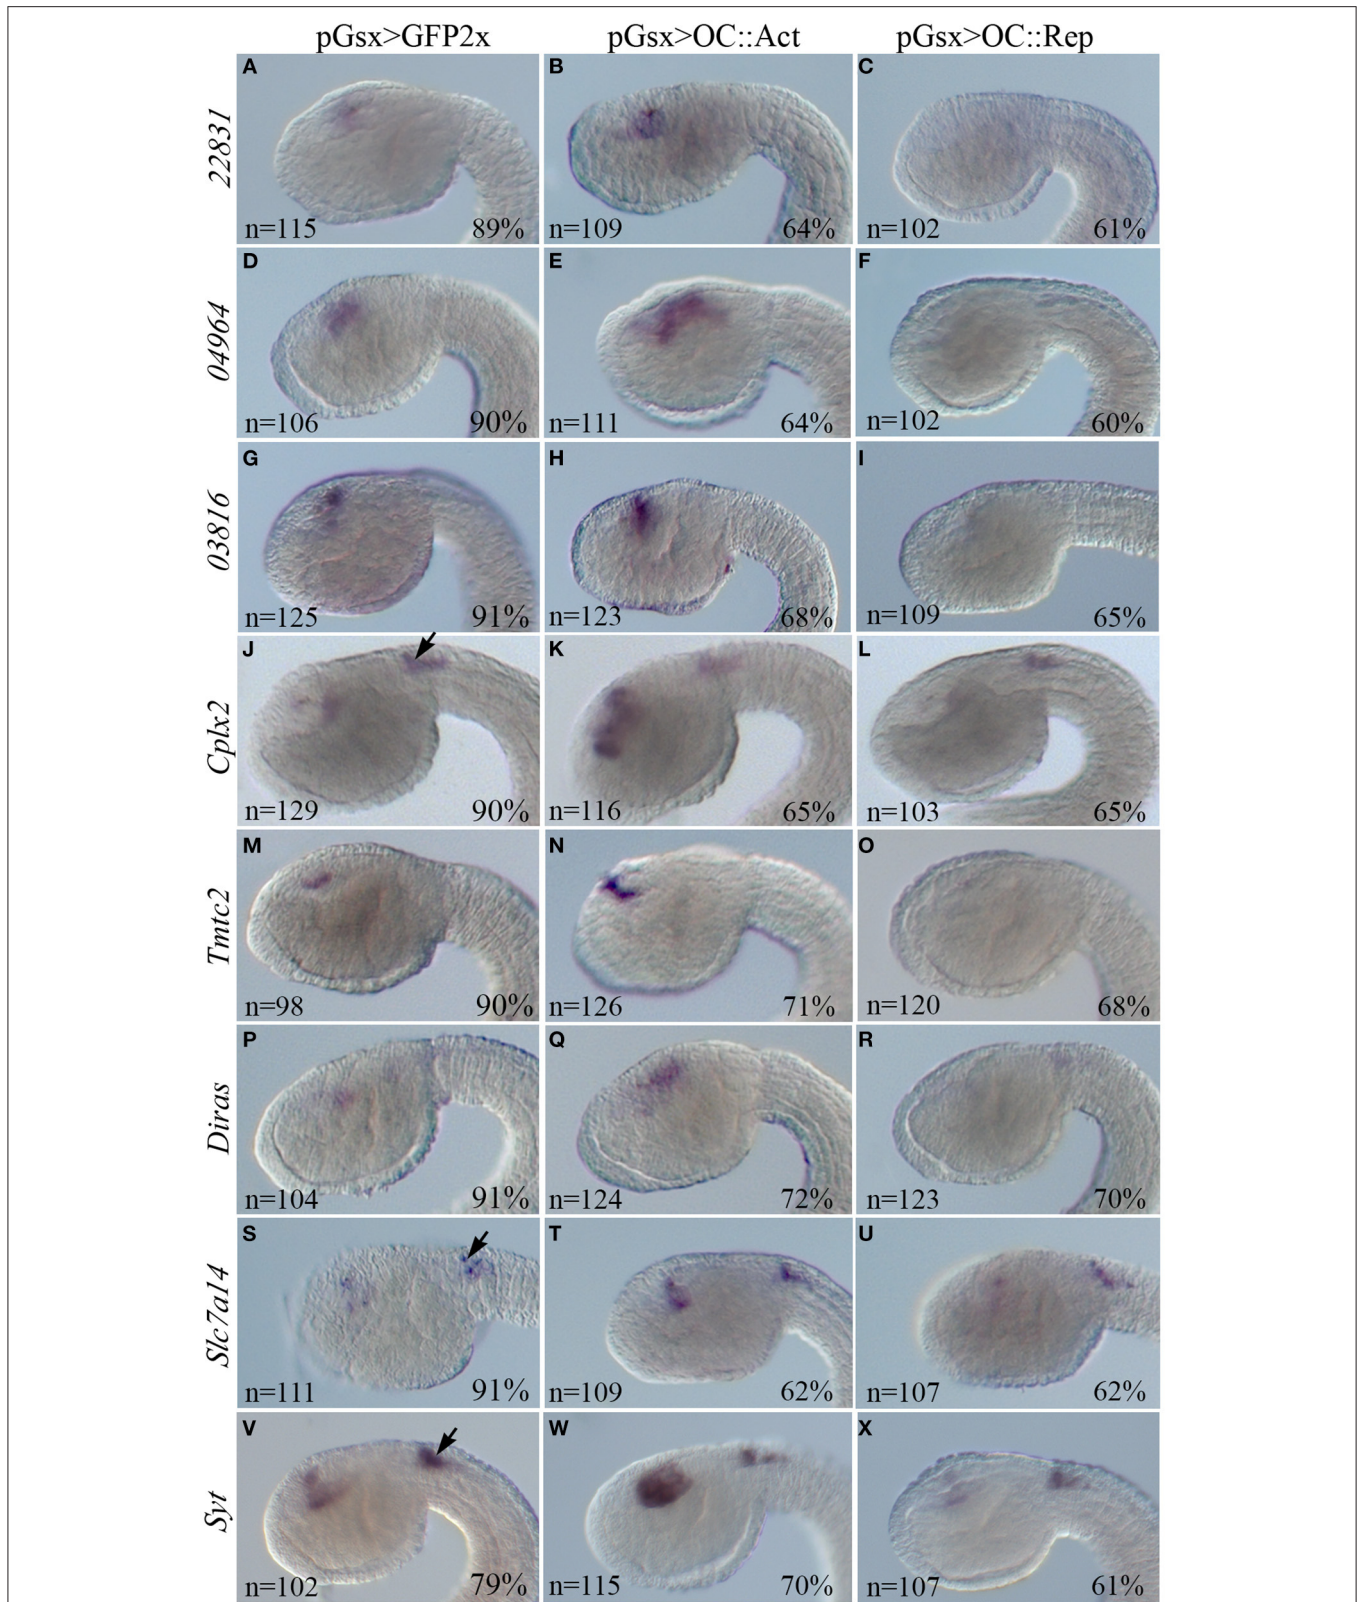 pGsx>GFP2x pGsx>OC::Act pGsx>OC::Rep
22831
A n=115 89%
B n=109 64%
C n=102 61%
04964
D n=106 90%
E n=111 64%
F n=102 60%
03816
G n=125 91%
H n=123 68%
I n=109 65%
Cplx2
J n=129 90%
K n=116 65%
L n=103 65%
Tmtc2
M n=98 90%
N n=126 71%
O n=120 68%
Diras
P n=104 91%
Q n=124 72%
R n=123 70%
Slc7a14
S n=111 91%
T n=109 62%
U n=107 62%
Syt
V n=102 79%
W n=115 70%
X n=107 61%